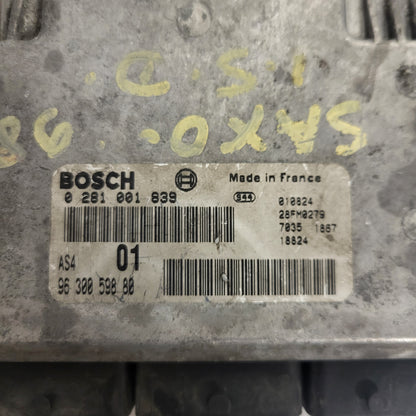 1.5 D.
SAXO. 98
BOSCH Made in France
0 281 001 839
010824
28FM0279
7035 1867
18824
AS4 01
96 300 598 80